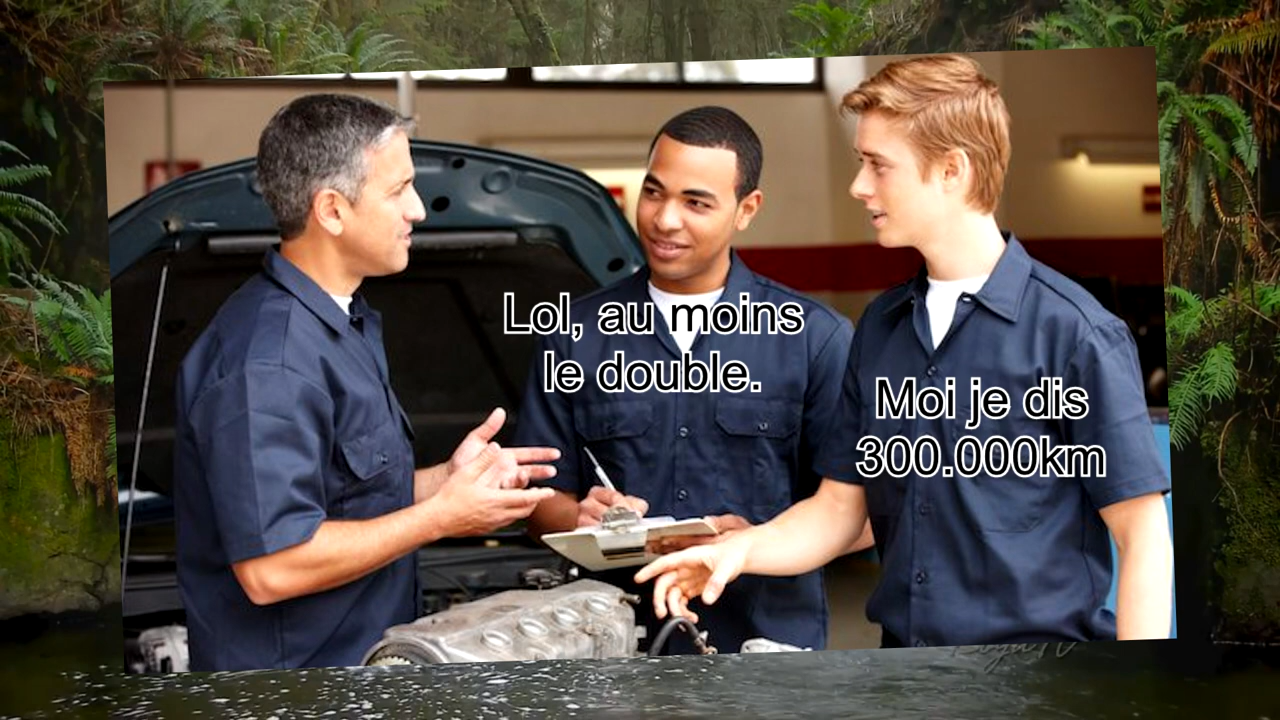 Lol, au moins
le double.
Moi je dis
300.000km